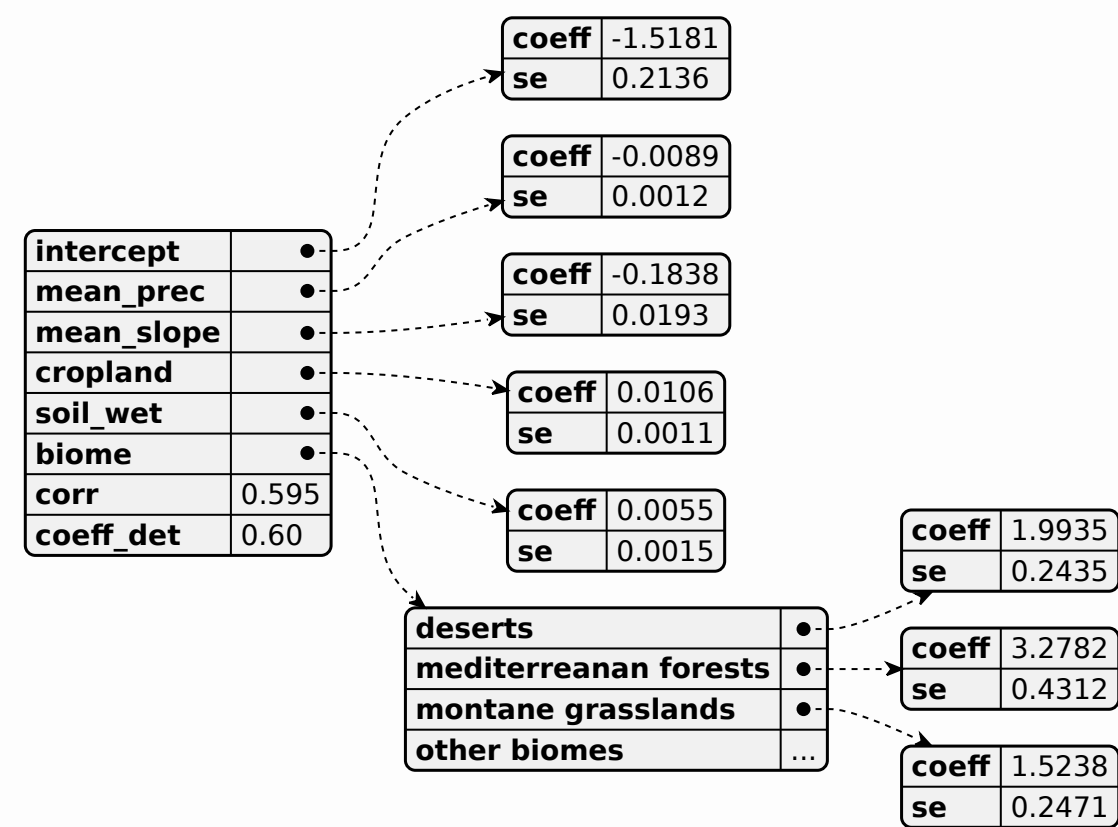 coeff -1.5181
se 0.2136
coeff -0.0089
se 0.0012
intercept
mean_prec
mean_slope
cropland
soil_wet
biome
corr 0.595
coeff_det 0.60
coeff -0.1838
se 0.0193
coeff 0.0106
se 0.0011
coeff 0.0055
se 0.0015
deserts
mediterreanan forests
montane grasslands
other biomes ...
coeff 1.9935
se 0.2435
coeff 3.2782
se 0.4312
coeff 1.5238
se 0.2471